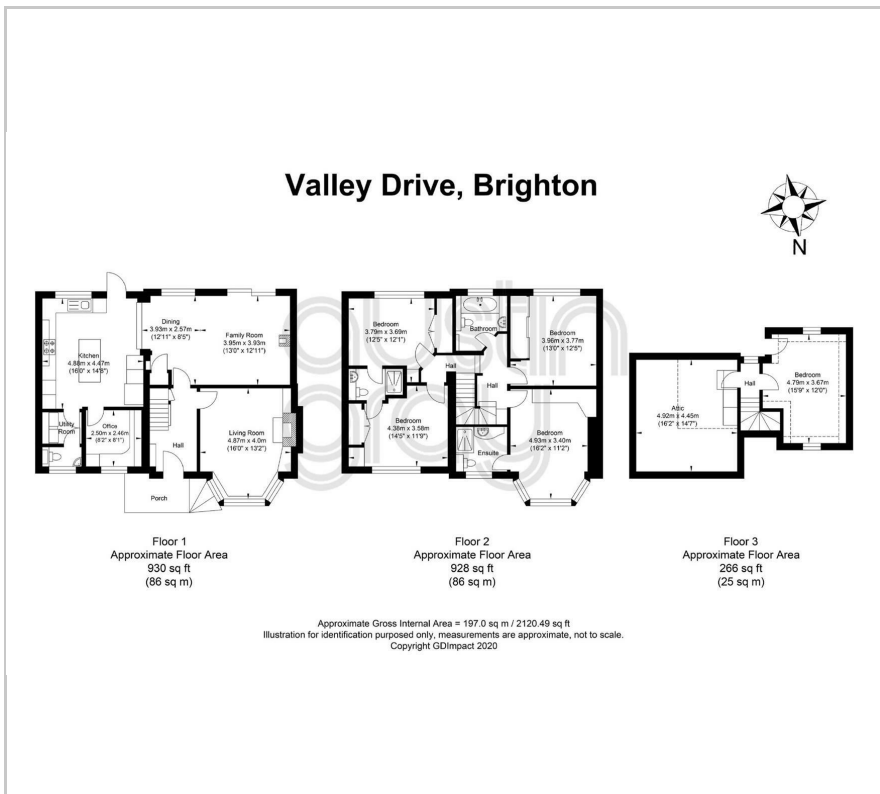 Valley Drive, Brighton
N
Dining
3.93m x 2.57m
(12'11" x 8'5")
Family Room
3.95m x 3.93m
(13'0" x 12'11")
Kitchen
4.88m x 4.47m
(16'0" x 14'8")
Utility
Room
Office
2.50m x 2.46m
(8'2" x 8'1")
Hall
Living Room
4.87m x 4.0m
(16'0" x 13'2")
Porch
Bedroom
3.79m x 3.69m
(12'5" x 12'1")
Bathroom
Bedroom
3.96m x 3.77m
(13'0" x 12'5")
Hall
Hall
Bedroom
4.38m x 3.58m
(14'5" x 11'9")
Ensuite
Bedroom
4.93m x 3.40m
(16'2" x 11'2")
Attic
4.92m x 4.45m
(16'2" x 14'7")
Hall
Bedroom
4.79m x 3.67m
(15'9" x 12'0")
austin
gray
Floor 1
Approximate Floor Area
930 sq ft
(86 sq m)
Floor 2
Approximate Floor Area
928 sq ft
(86 sq m)
Floor 3
Approximate Floor Area
266 sq ft
(25 sq m)
Approximate Gross Internal Area = 197.0 sq m / 2120.49 sq ft
Illustration for identification purposed only, measurements are approximate, not to scale.
Copyright GDImpact 2020